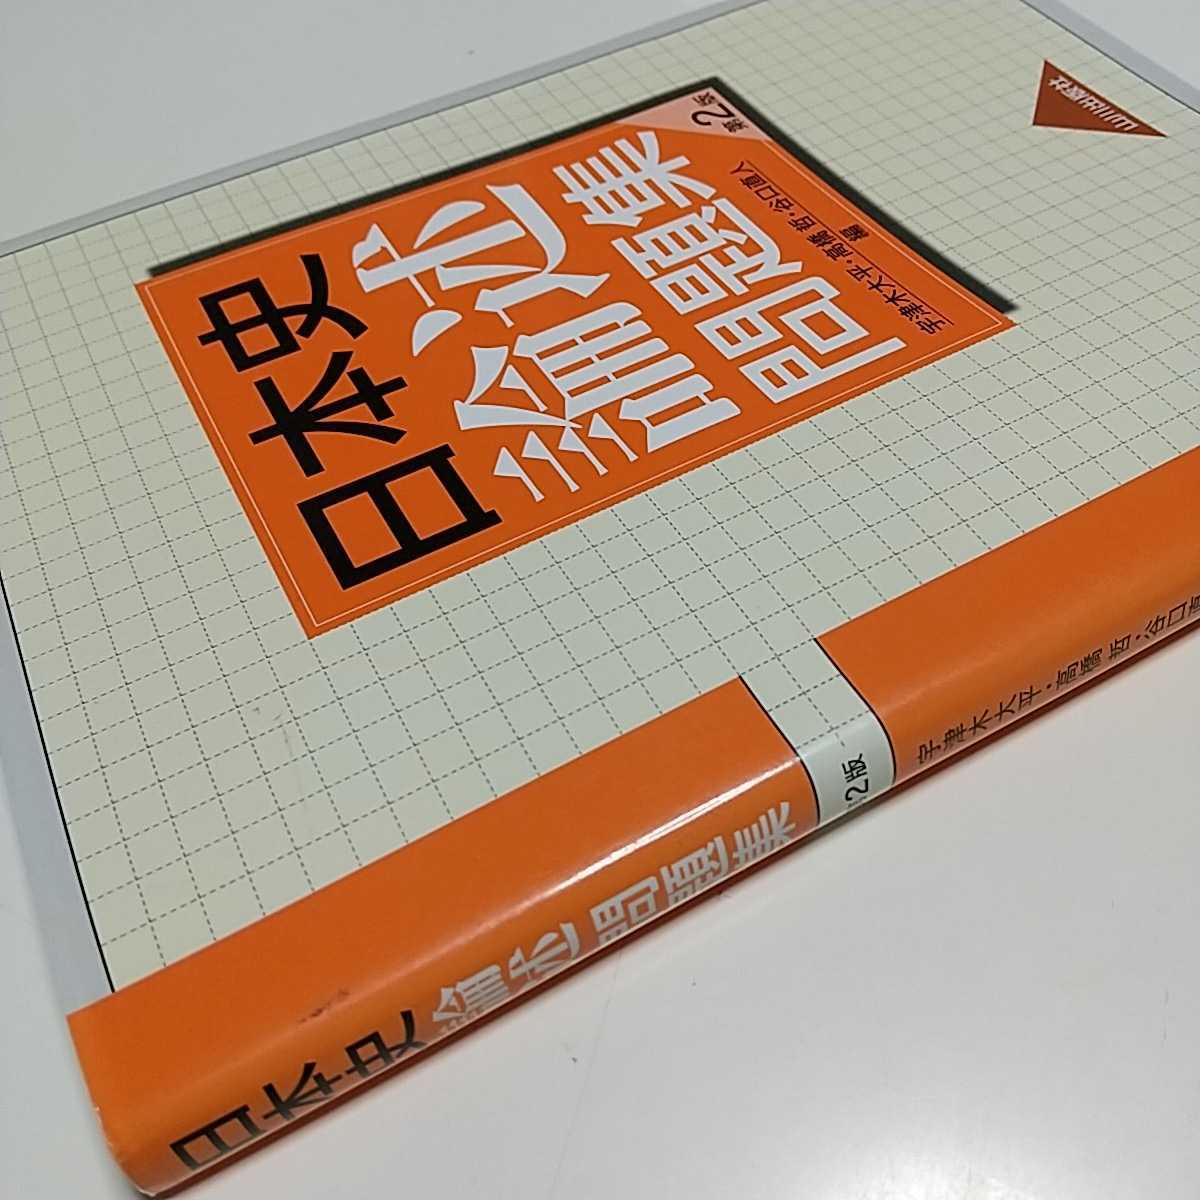 日本史
論述
問題集
第2版
宇津木大平・高橋 哲・谷口直人
編
山川出版社
日本史 論述問題集
2版
宇津木大平・高橋 哲・谷口